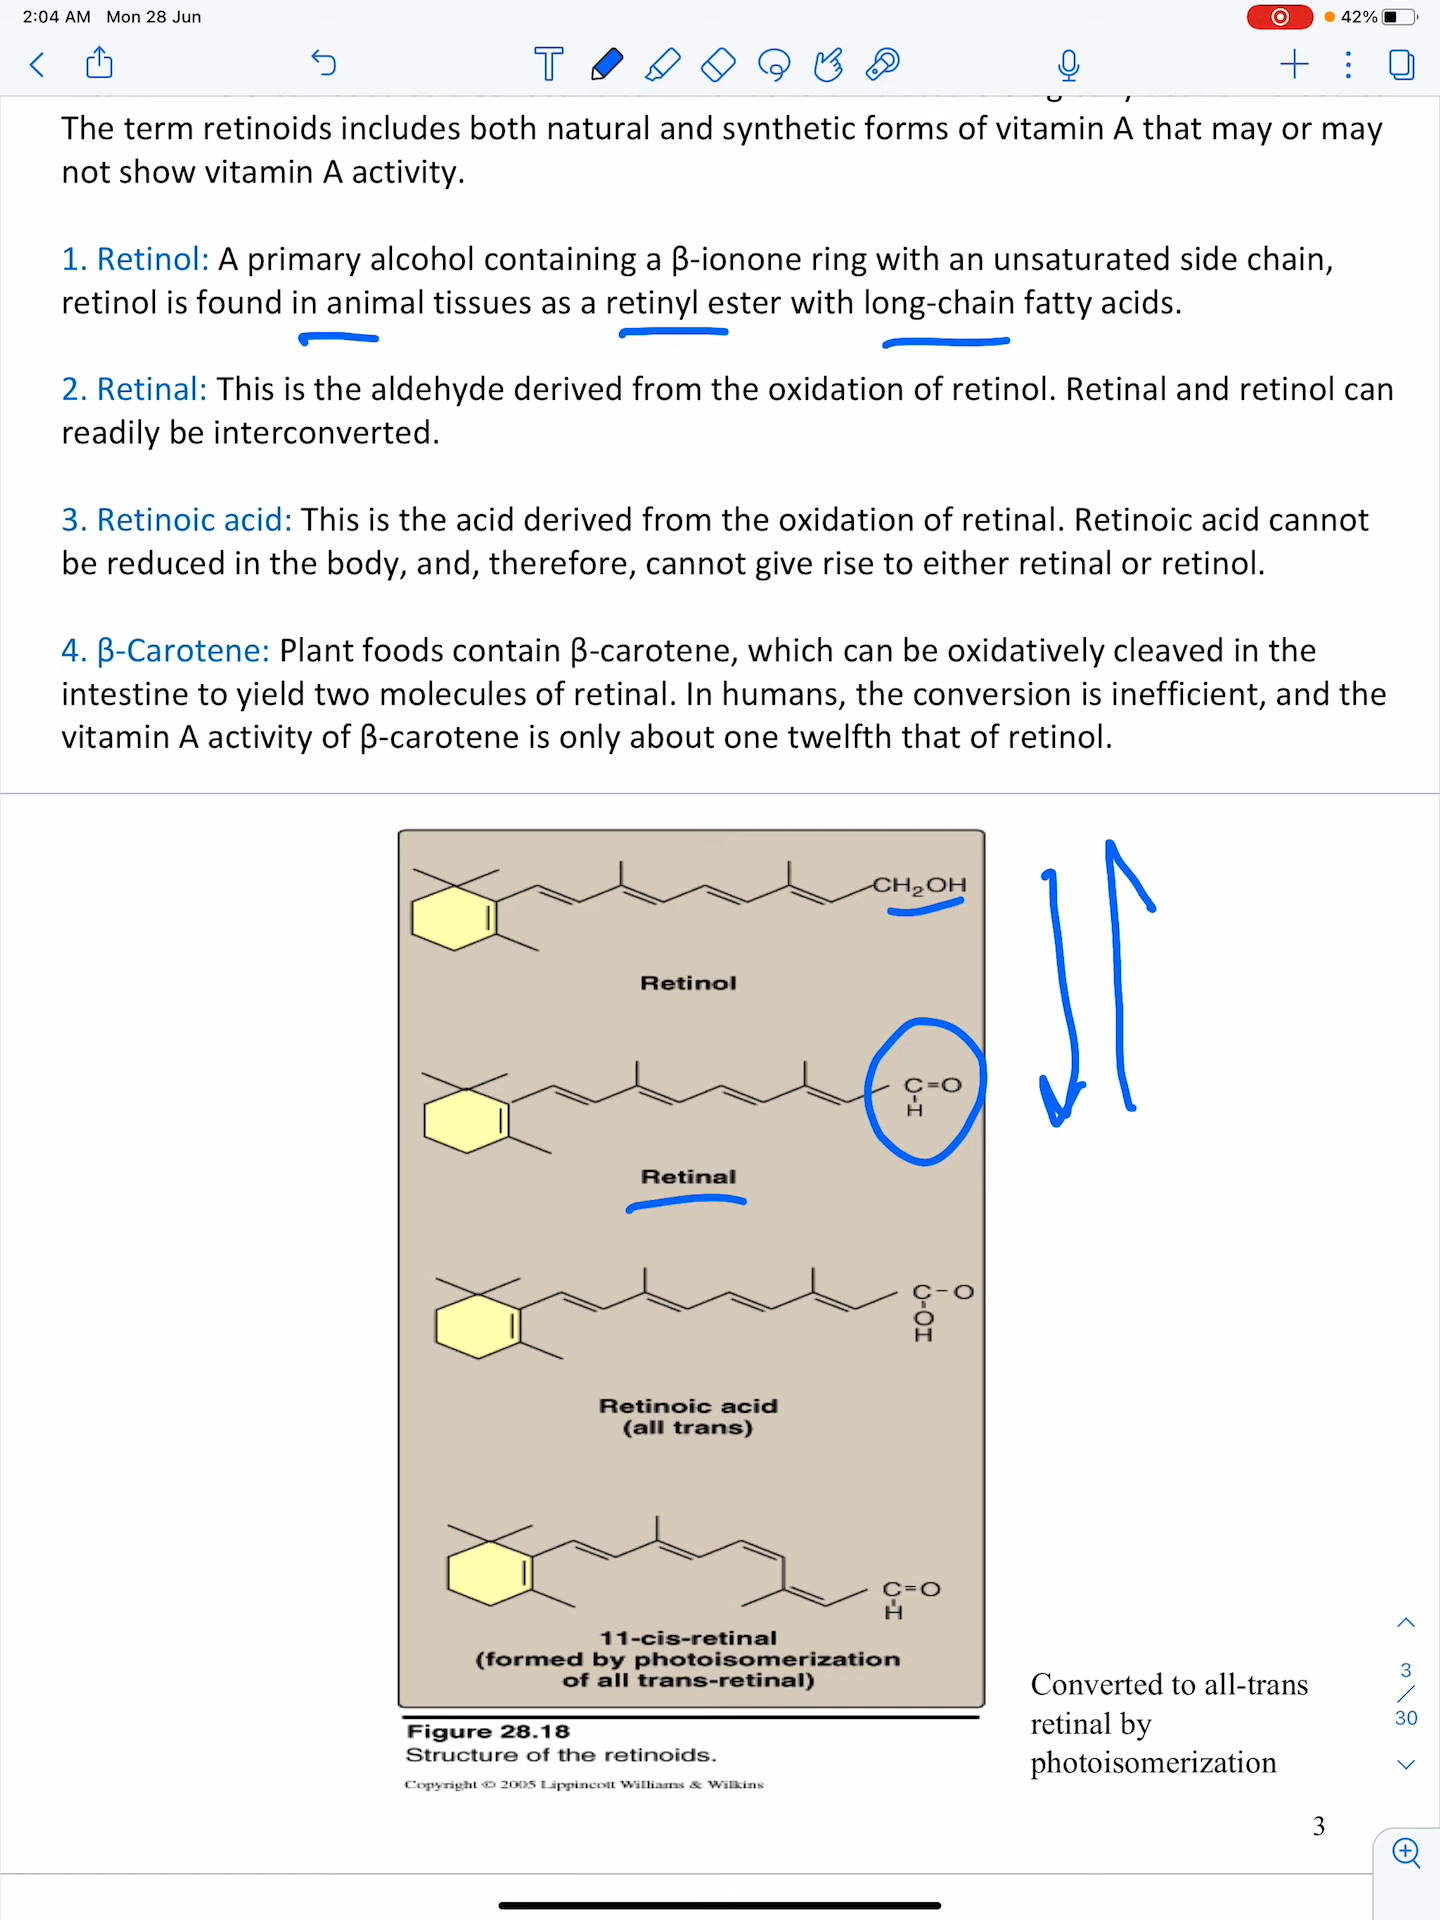 2:04 AM Mon 28 Jun
42%
The term retinoids includes both natural and synthetic forms of vitamin A that may or may
not show vitamin A activity.
1. Retinol: A primary alcohol containing a β-ionone ring with an unsaturated side chain,
retinol is found in animal tissues as a retinyl ester with long-chain fatty acids.
2. Retinal: This is the aldehyde derived from the oxidation of retinol. Retinal and retinol can
readily be interconverted.
3. Retinoic acid: This is the acid derived from the oxidation of retinal. Retinoic acid cannot
be reduced in the body, and, therefore, cannot give rise to either retinal or retinol.
4. β-Carotene: Plant foods contain β-carotene, which can be oxidatively cleaved in the
intestine to yield two molecules of retinal. In humans, the conversion is inefficient, and the
vitamin A activity of β-carotene is only about one twelfth that of retinol.
CH₂OH
Retinol
C=O
H
Retinal
C-O
O
H
Retinoic acid
(all trans)
C=O
H
11-cis-retinal
(formed by photoisomerization
of all trans-retinal)
Figure 28.18
Structure of the retinoids.
Copyright © 2005 Lippincott Williams & Wilkins
Converted to all-trans
retinal by
photoisomerization
3
/
30
3